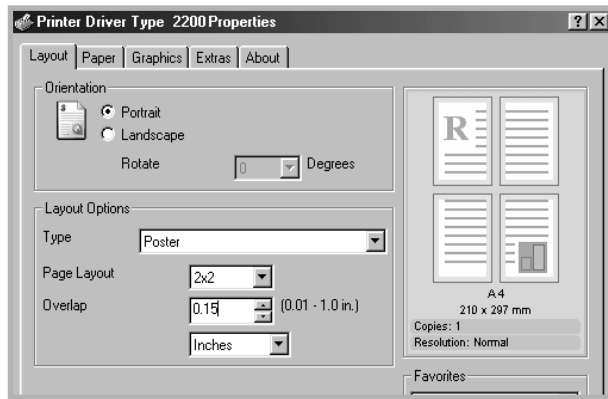 Printer Driver Type 2200 Properties
Layout Paper Graphics Extras About
Orientation
Portrait
Landscape
Rotate 0 Degrees
Layout Options
Type Poster
Page Layout 2x2
Overlap 0.15 (0.01 - 1.0 in.)
Inches
R
A4
210 x 297 mm
Copies: 1
Resolution: Normal
Favorites